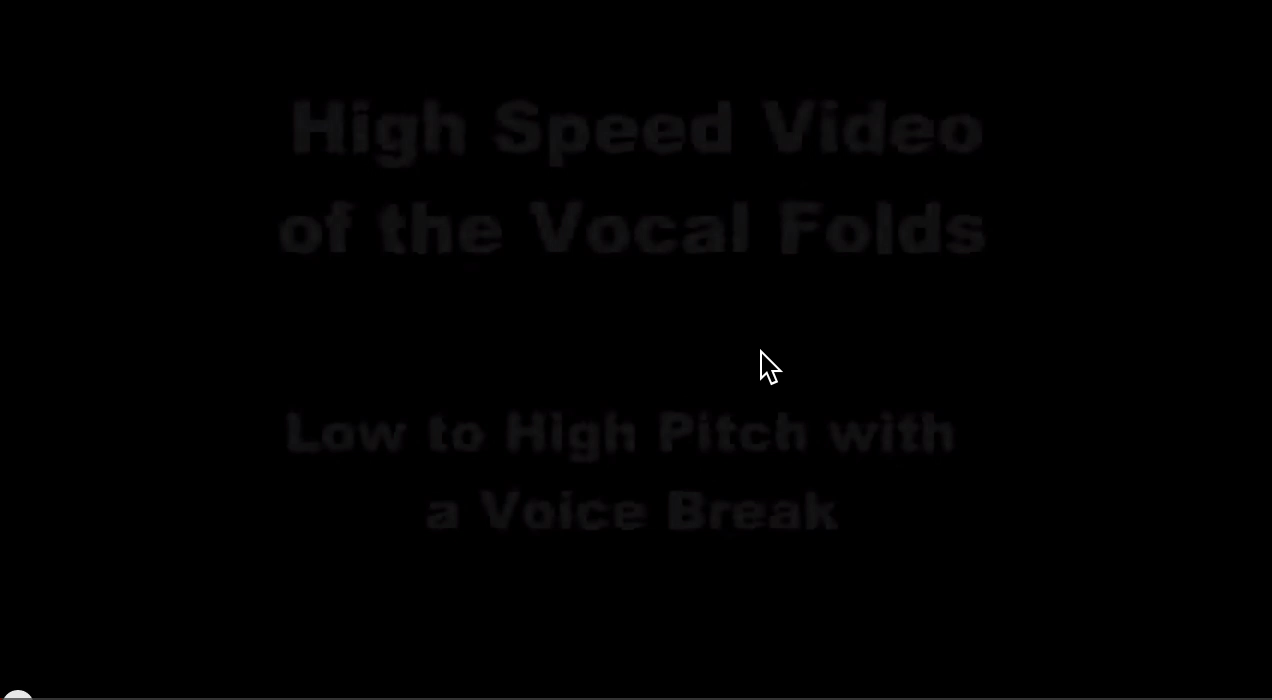 High Speed Video
of the Vocal Folds
Low to High Pitch with
a Voice Break